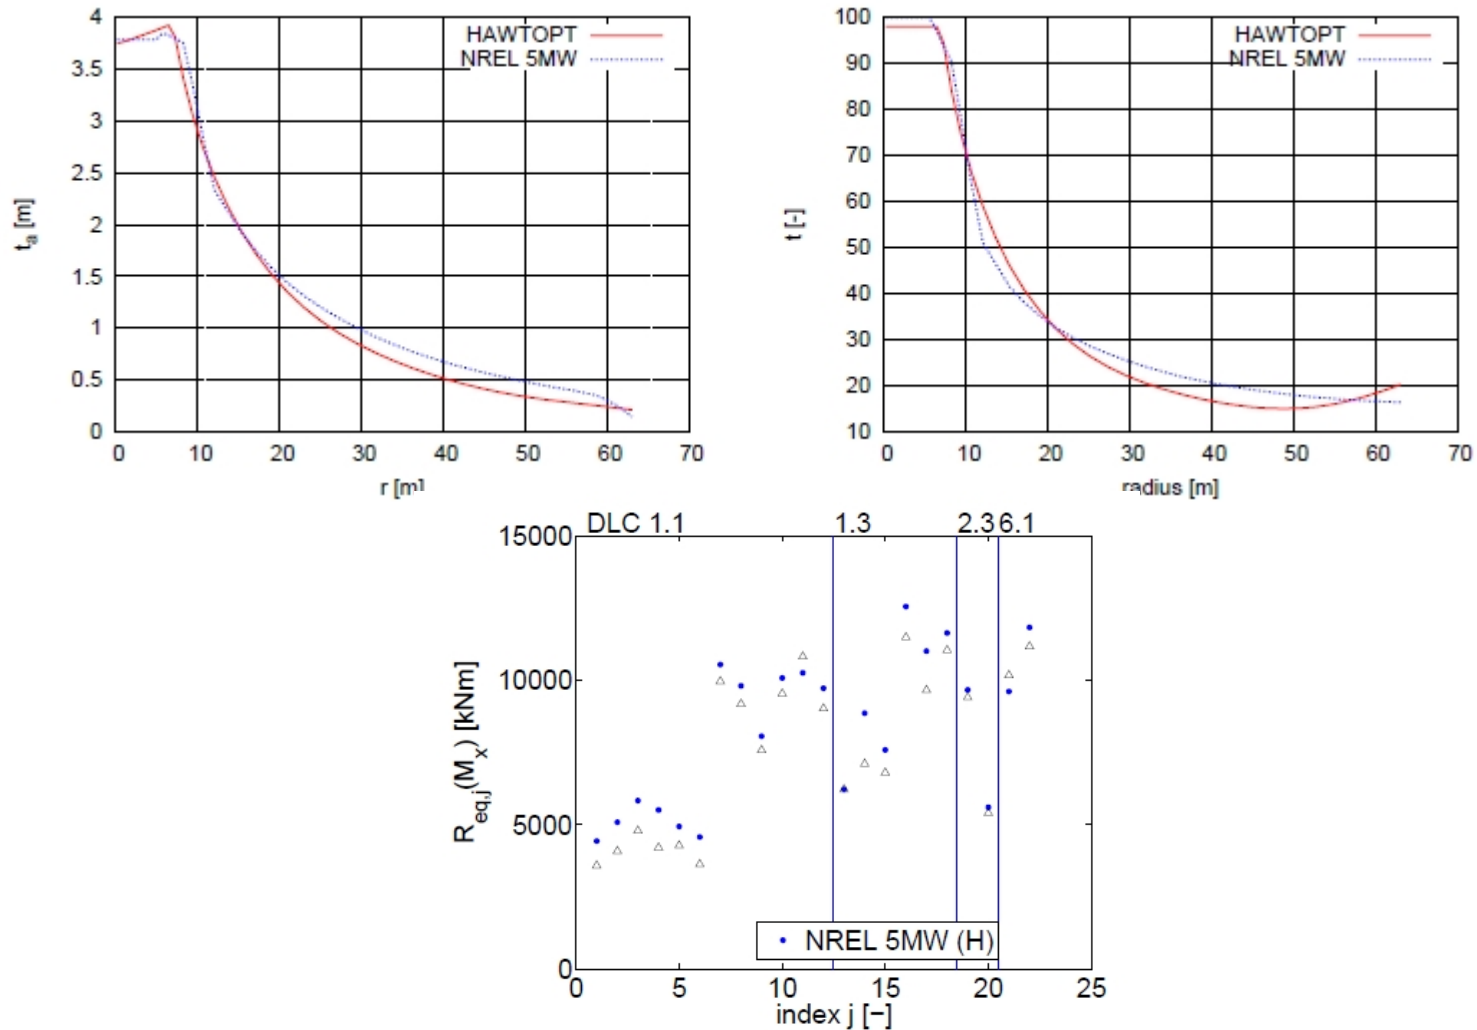 4
3.5
3
2.5
2
1.5
1
0.5
0
t_a [m]
HAWTOPT
NREL 5MW
0 10 20 30 40 50 60 70
r [m]
100
90
80
70
60
50
40
30
20
10
t [-]
HAWTOPT
NREL 5MW
0 10 20 30 40 50 60 70
radius [m]
DLC 1.1 1.3 2.3 6.1
15000
10000
5000
0
R_eq,j(M_x) [kNm]
NREL 5MW (H)
0 5 10 15 20 25
index j [−]